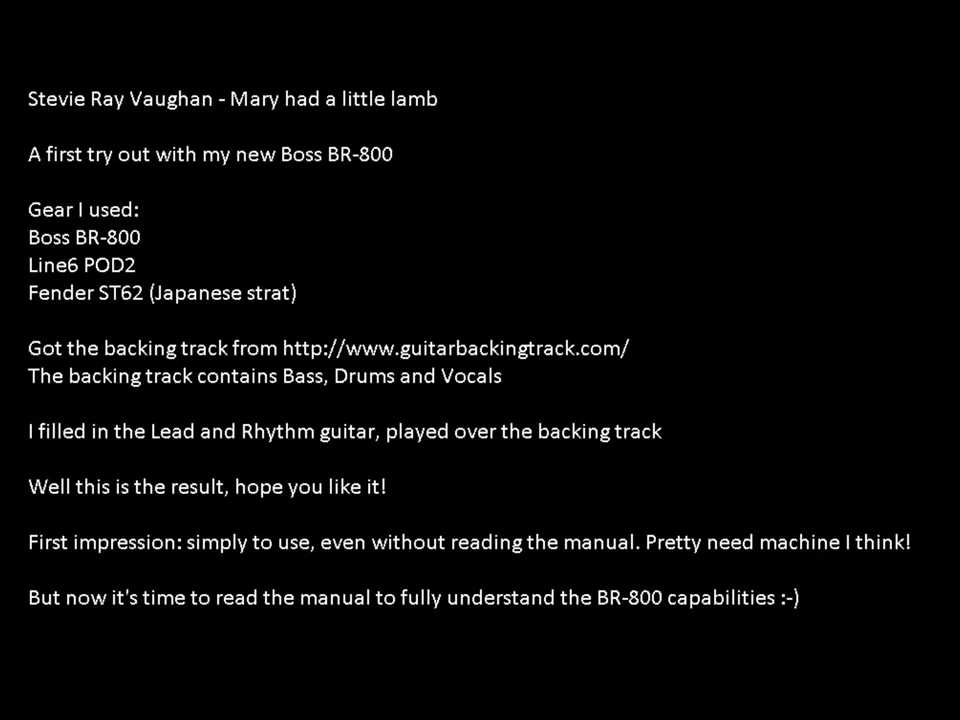 Stevie Ray Vaughan - Mary had a little lamb
A first try out with my new Boss BR-800
Gear I used:
Boss BR-800
Line6 POD2
Fender ST62 (Japanese strat)
Got the backing track from http://www.guitarbackingtrack.com/
The backing track contains Bass, Drums and Vocals
I filled in the Lead and Rhythm guitar, played over the backing track
Well this is the result, hope you like it!
First impression: simply to use, even without reading the manual. Pretty need machine I think!
But now it's time to read the manual to fully understand the BR-800 capabilities :-)